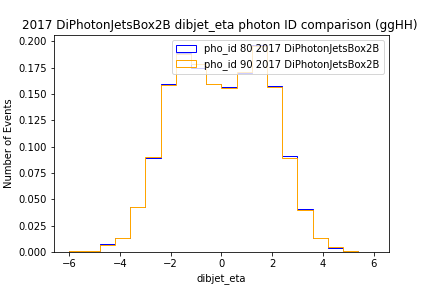 2017 DiPhotonJetsBox2B dibjet_eta photon ID comparison (ggHH)
pho_id 80 2017 DiPhotonJetsBox2B
pho_id 90 2017 DiPhotonJetsBox2B
Number of Events
0.200
0.175
0.150
0.125
0.100
0.075
0.050
0.025
0.000
−6 −4 −2 0 2 4 6
dibjet_eta